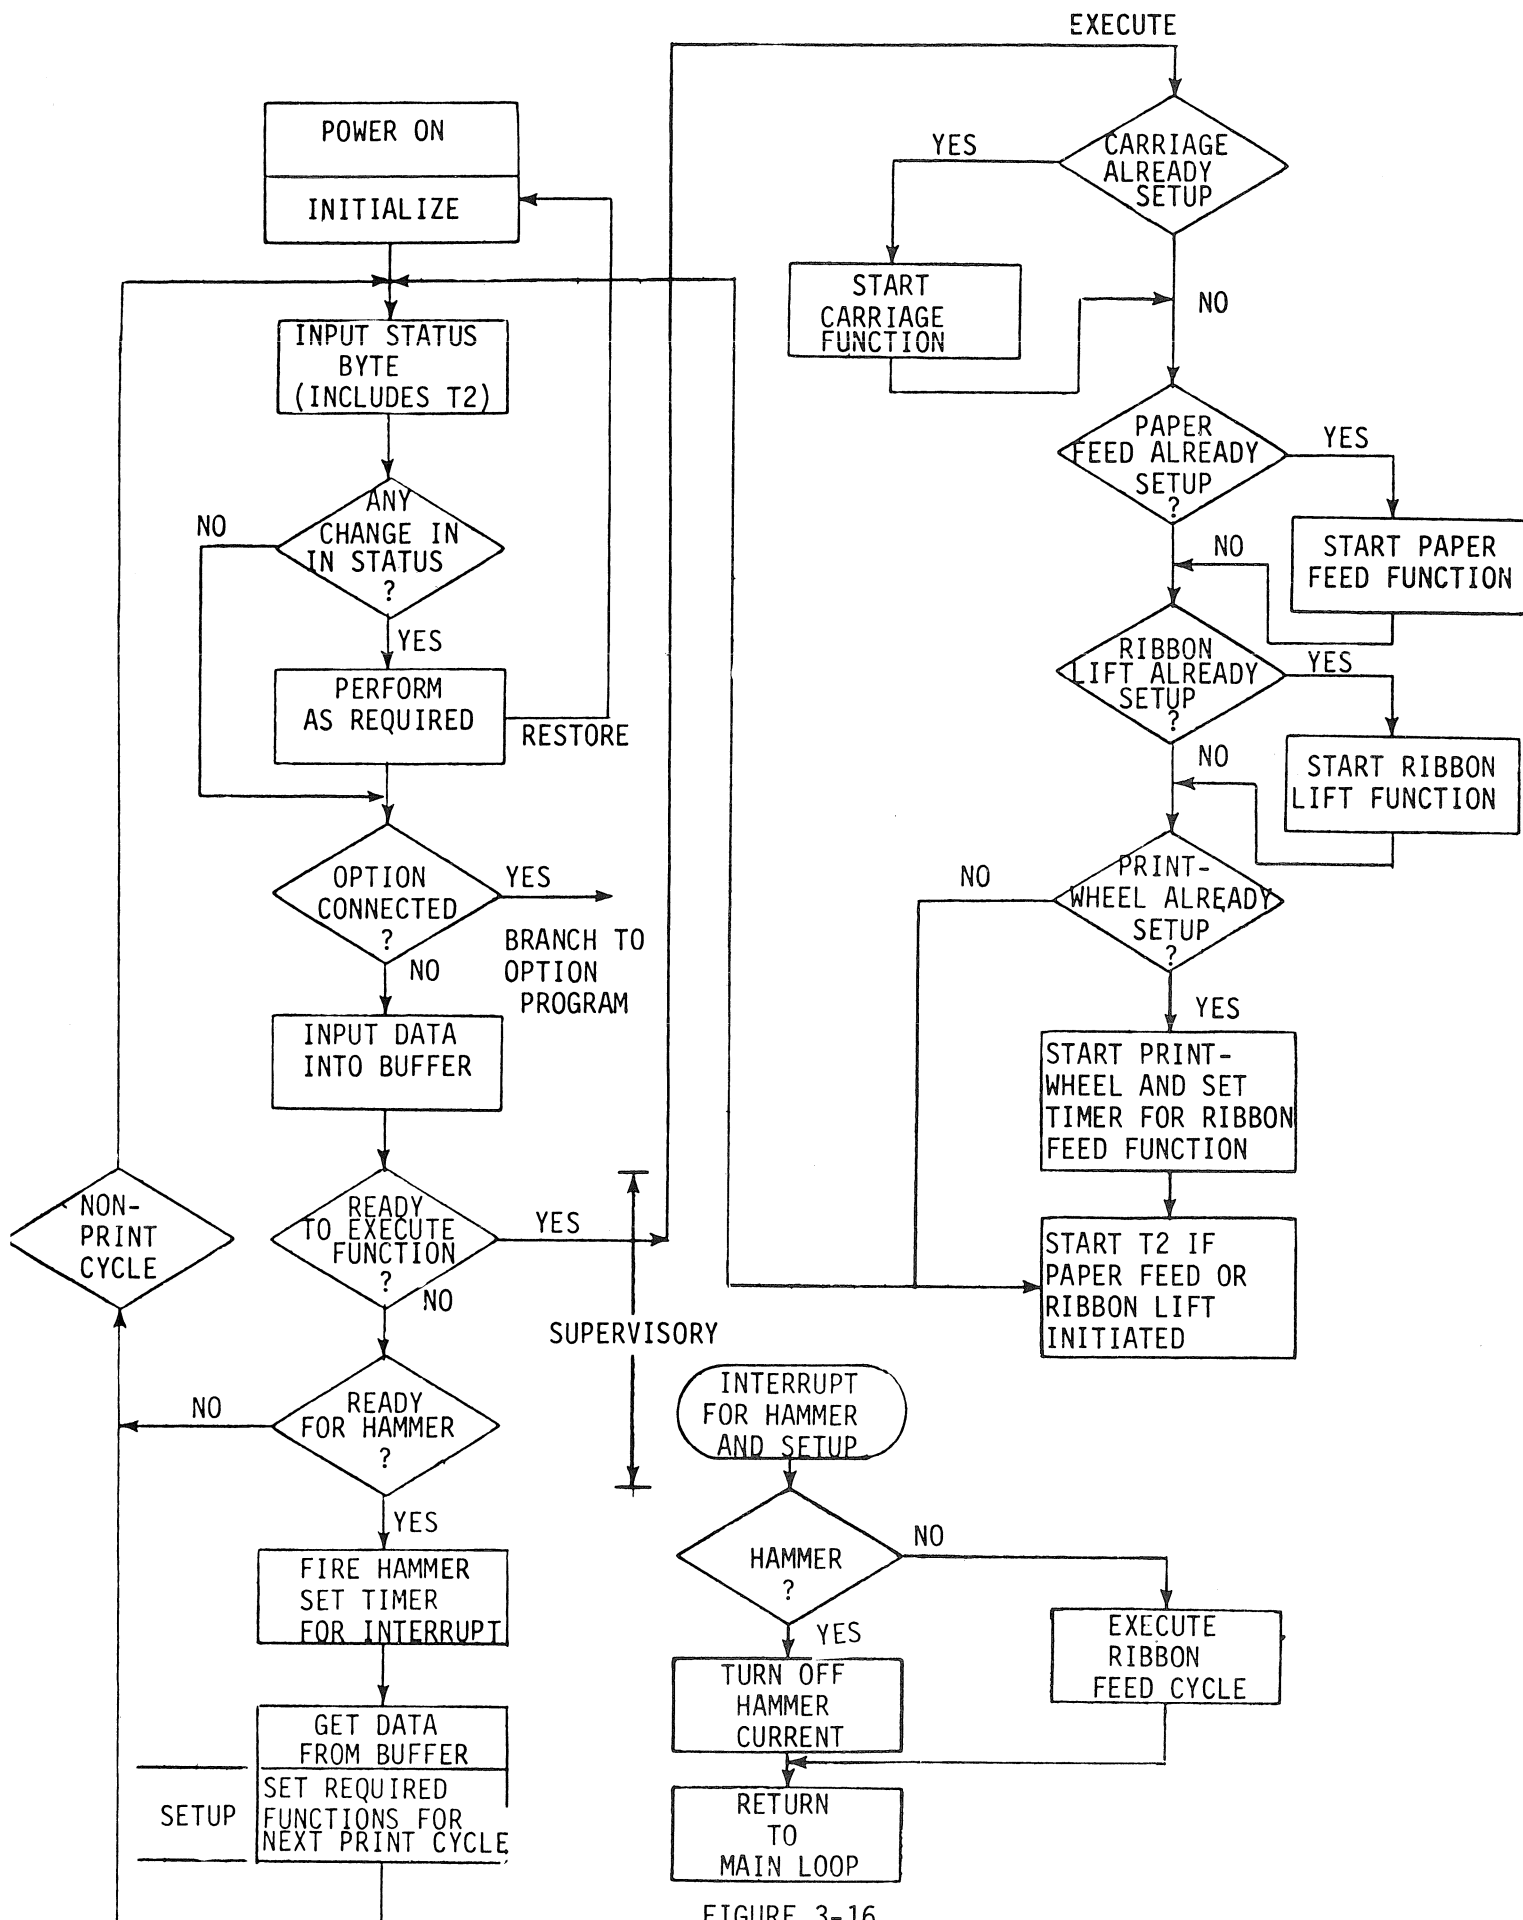 EXECUTE
POWER ON
INITIALIZE
INPUT STATUS
BYTE
(INCLUDES T2)
NO
ANY
CHANGE IN
IN STATUS
?
YES
PERFORM
AS REQUIRED
RESTORE
OPTION
CONNECTED
?
YES
BRANCH TO
OPTION
PROGRAM
NO
INPUT DATA
INTO BUFFER
NON-
PRINT
CYCLE
READY
TO EXECUTE
FUNCTION
?
YES
NO
SUPERVISORY
READY
FOR HAMMER
?
NO
YES
FIRE HAMMER
SET TIMER
FOR INTERRUPT
GET DATA
FROM BUFFER
SETUP
SET REQUIRED
FUNCTIONS FOR
NEXT PRINT CYCLE
CARRIAGE
ALREADY
SETUP
YES
START
CARRIAGE
FUNCTION
NO
PAPER
FEED ALREADY
SETUP
?
YES
START PAPER
FEED FUNCTION
NO
RIBBON
LIFT ALREADY
SETUP
?
YES
START RIBBON
LIFT FUNCTION
NO
PRINT-
WHEEL ALREADY
SETUP
?
NO
YES
START PRINT-
WHEEL AND SET
TIMER FOR RIBBON
FEED FUNCTION
START T2 IF
PAPER FEED OR
RIBBON LIFT
INITIATED
INTERRUPT
FOR HAMMER
AND SETUP
HAMMER
?
NO
YES
EXECUTE
RIBBON
FEED CYCLE
TURN OFF
HAMMER
CURRENT
RETURN
TO
MAIN LOOP
FIGURE 3-16